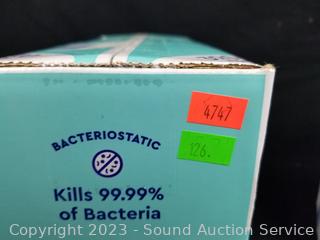 4747
126.
BACTERIOSTATIC
Kills 99.99%
of Bacteria
Copyright 2023 - Sound Auction Service